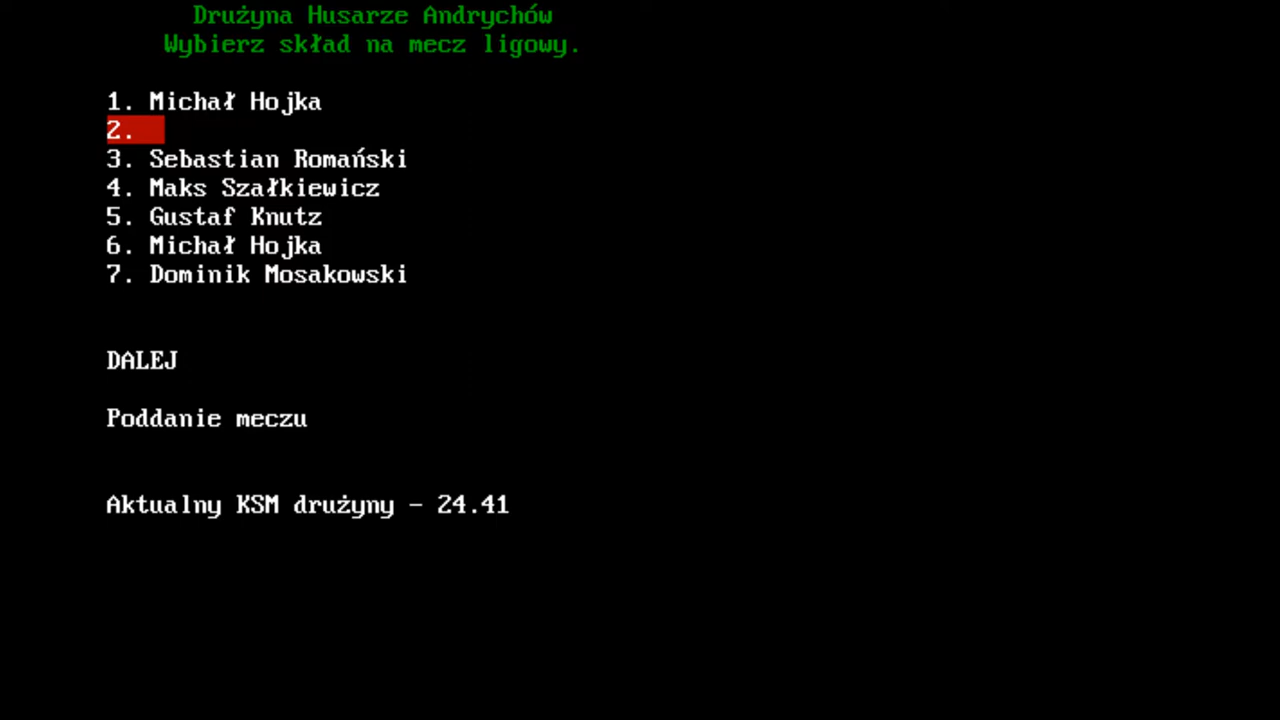 Drużyna Husarze Andrychów
Wybierz skład na mecz ligowy.
1. Michał Hojka
2.
3. Sebastian Romański
4. Maks Szałkiewicz
5. Gustaf Knutz
6. Michał Hojka
7. Dominik Mosakowski
DALEJ
Poddanie meczu
Aktualny KSM drużyny - 24.41